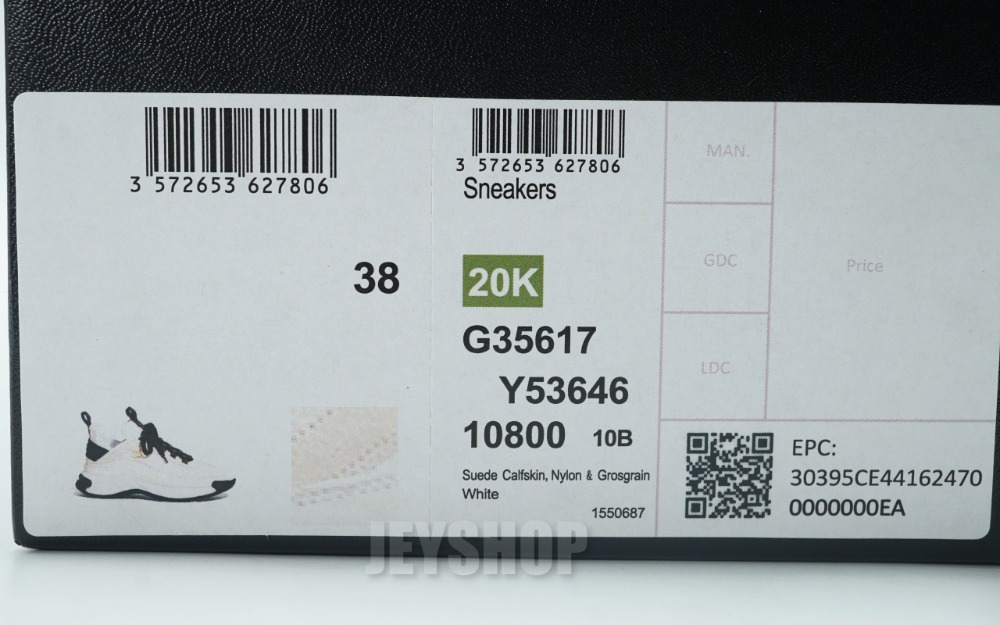 3 572653 627806
38
3 572653 627806
Sneakers
20K
G35617
Y53646
10800 10B
Suede Calfskin, Nylon & Grosgrain
White
1550687
MAN.
GDC
LDC
Price
EPC:
30395CE44162470
0000000EA
JEYSHOP